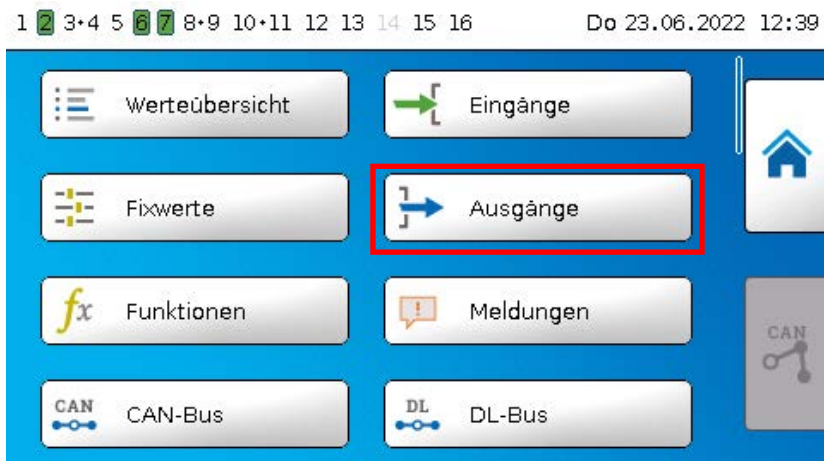 1 2 3•4 5 6 7 8•9 10•11 12 13 14 15 16 Do 23.06.2022 12:39
Werteübersicht Eingänge
Fixwerte Ausgänge
fx Funktionen ! Meldungen
CAN
CAN CAN-Bus DL DL-Bus